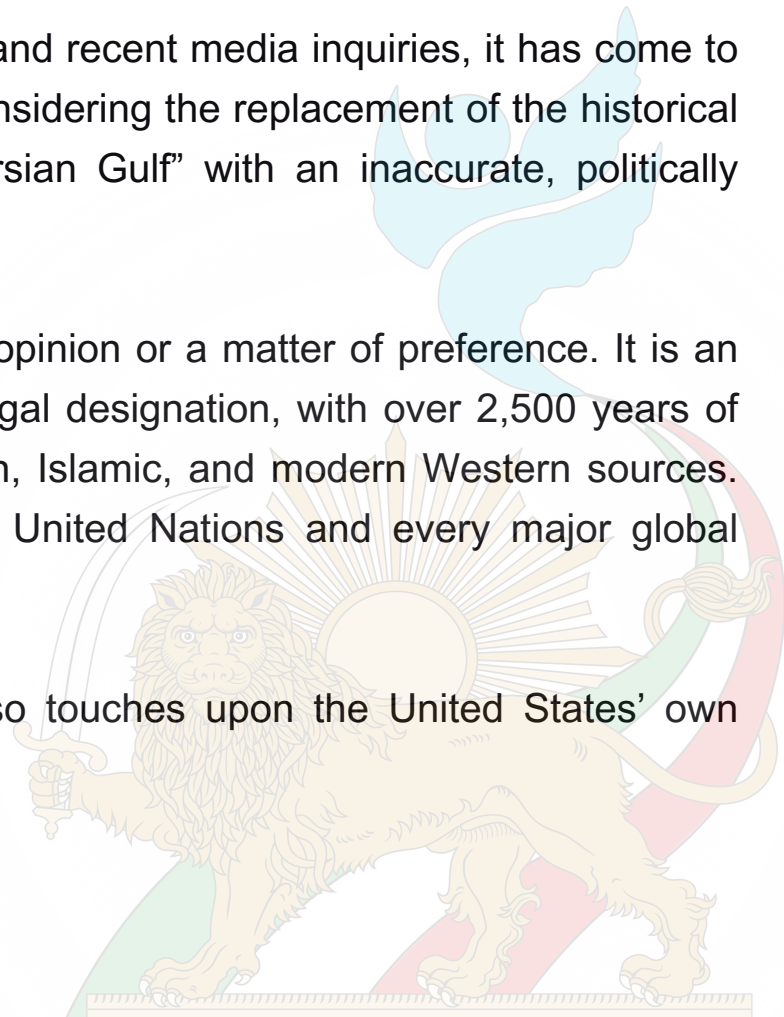 and recent media inquiries, it has come to
nsidering the replacement of the historical
rsian Gulf” with an inaccurate, politically
opinion or a matter of preference. It is an
gal designation, with over 2,500 years of
n, Islamic, and modern Western sources.
United Nations and every major global
so touches upon the United States’ own